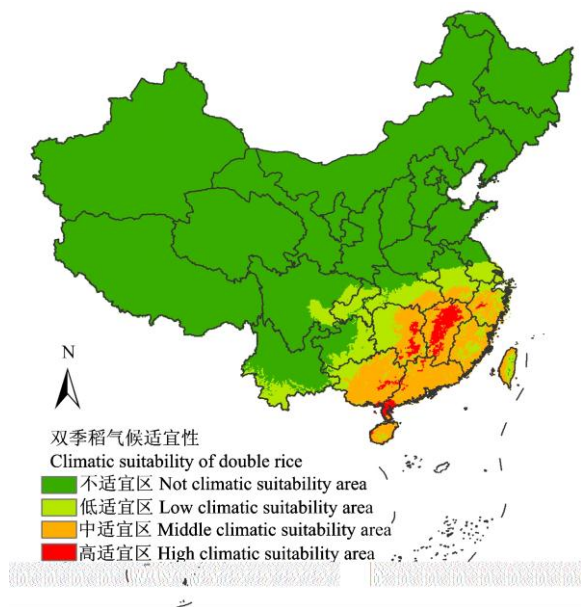 N
双季稻气候适宜性
Climatic suitability of double rice
不适宜区 Not climatic suitability area
低适宜区 Low climatic suitability area
中适宜区 Middle climatic suitability area
高适宜区 High climatic suitability area